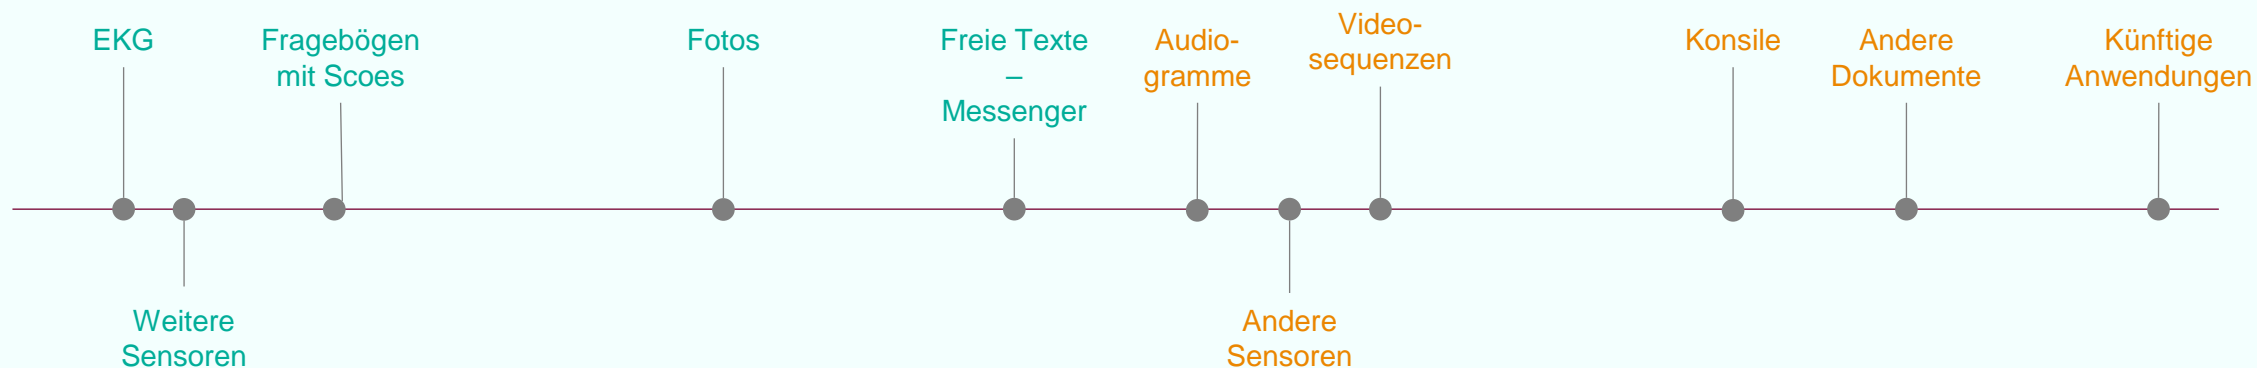 EKG
Fragebögen
mit Scoes
Fotos
Freie Texte
–
Messenger
Audio-
gramme
Video-
sequenzen
Konsile
Andere
Dokumente
Künftige
Anwendungen
Weitere
Sensoren
Andere
Sensoren